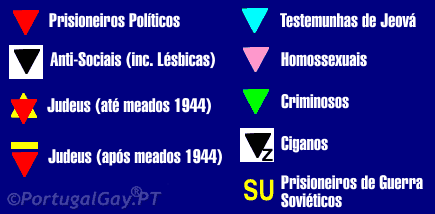 Prisioneiros Políticos
Anti-Sociais (inc. Lésbicas)
Judeus (até meados 1944)
Judeus (após meados 1944)
©PortugalGay®.PT
Testemunhas de Jeová
Homossexuais
Criminosos
Z
Ciganos
SU
Prisioneiros de Guerra
Soviéticos